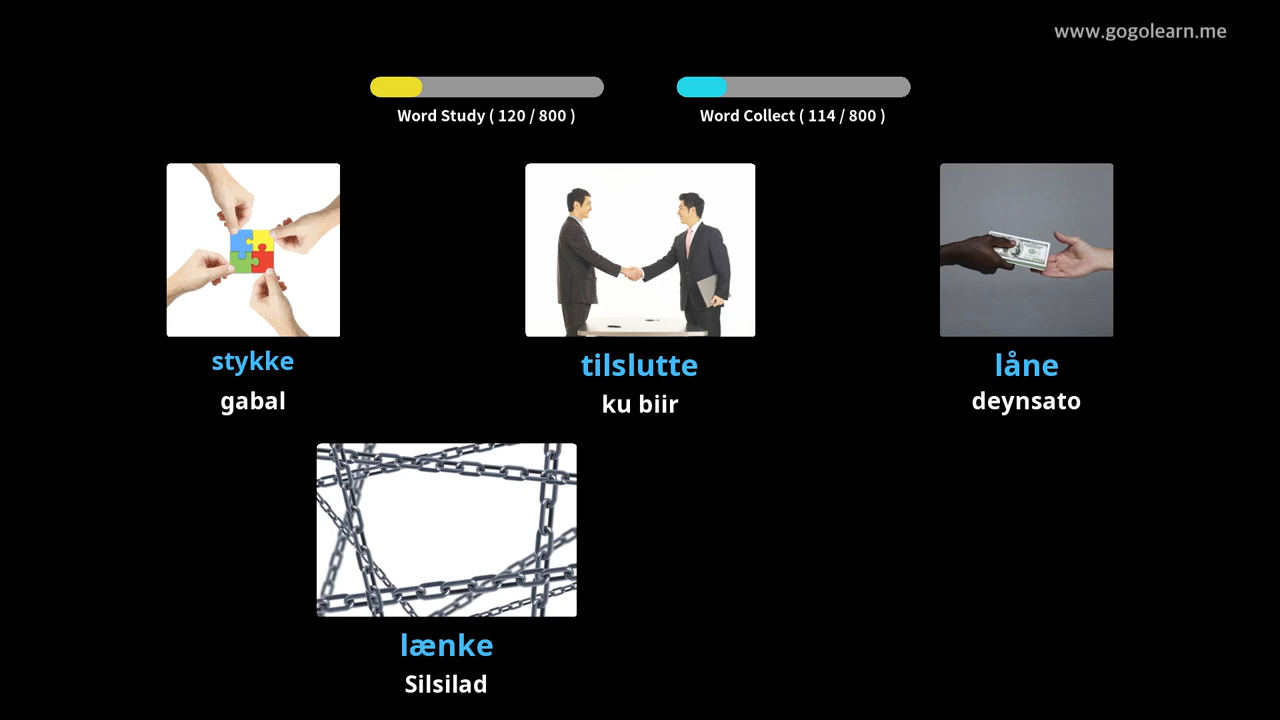 www.gogolearn.me
Word Study ( 120 / 800 )
Word Collect ( 114 / 800 )
stykke
gabal
tilslutte
ku biir
låne
deynsato
lænke
Silsilad